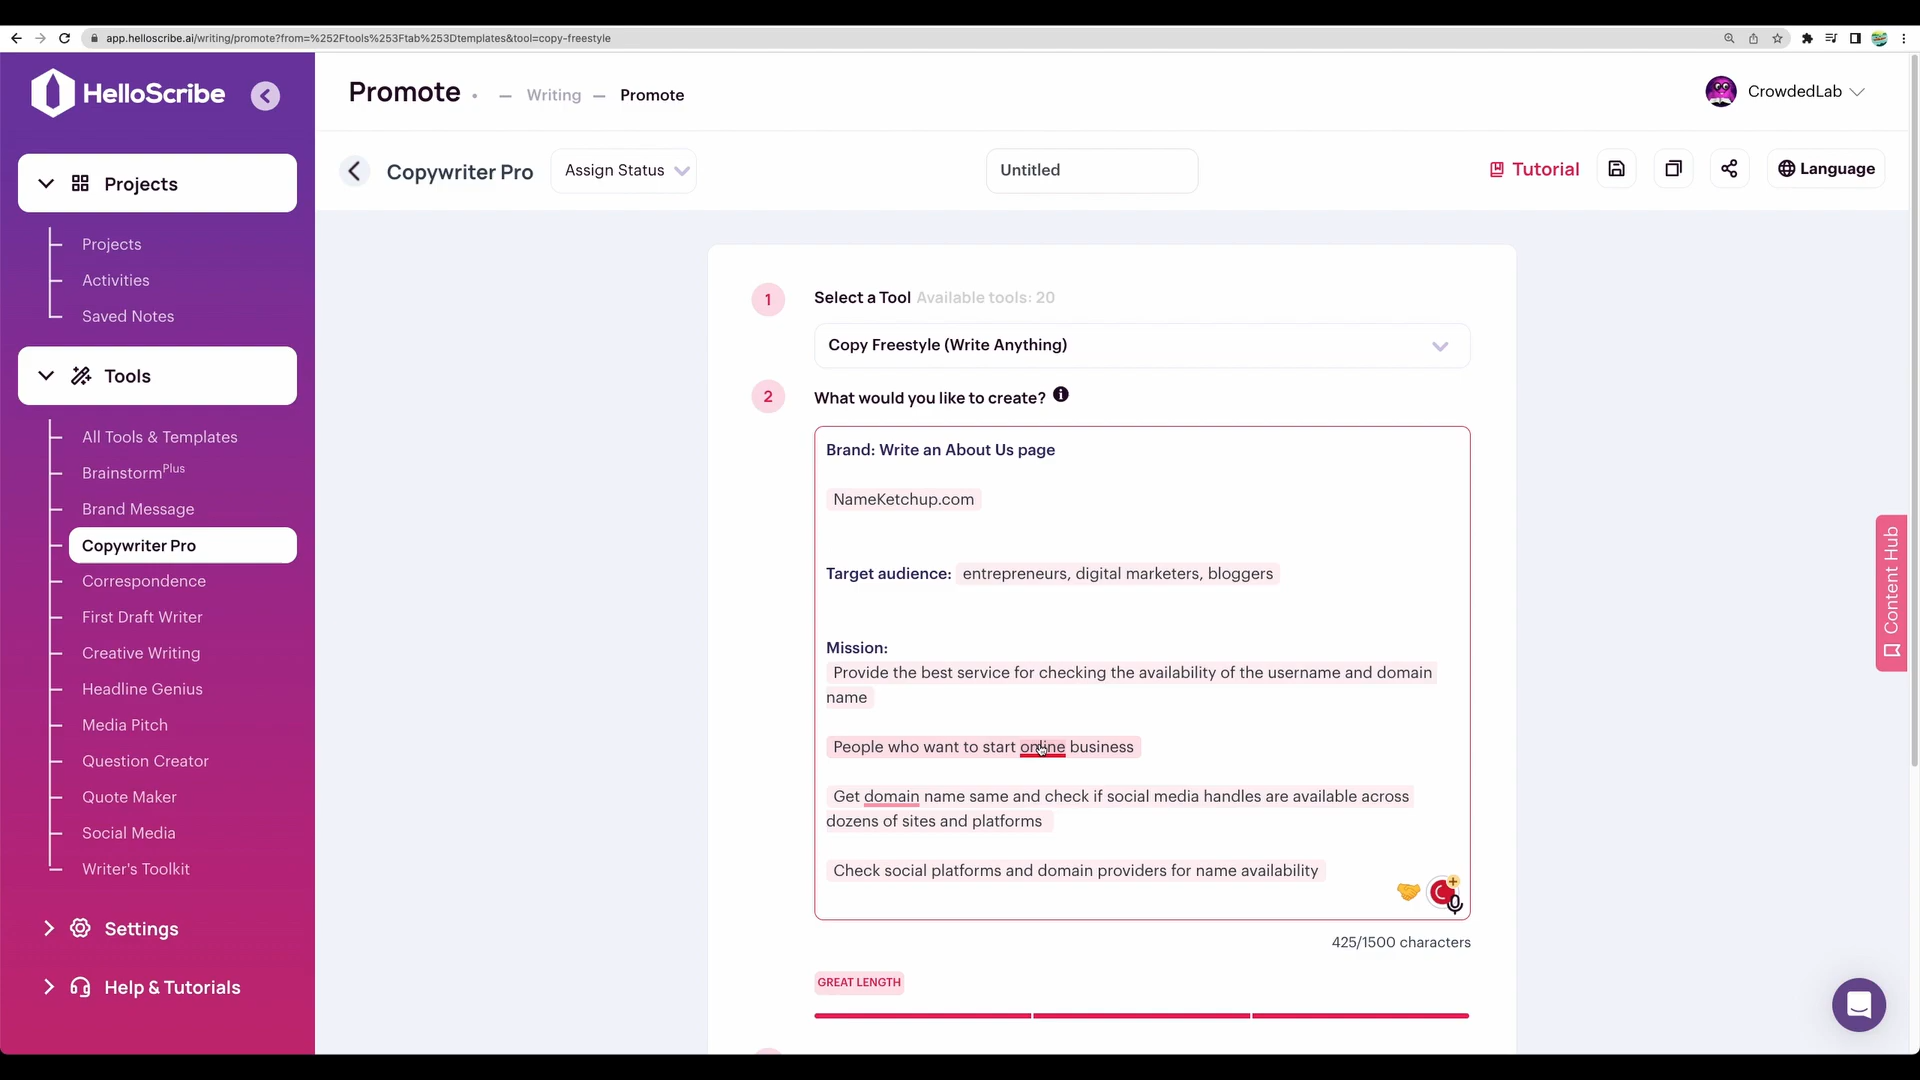 app.helloscribe.ai/writing/promote?from=%252Ftools%253Ftab%253Dtemplates&tool=copy-freestyle
HelloScribe
Promote
Writing
Promote
CrowdedLab
Copywriter Pro
Assign Status
Untitled
Tutorial
Language
Projects
Projects
Activities
Saved Notes
Tools
All Tools & Templates
BrainstormPlus
Brand Message
Copywriter Pro
Correspondence
First Draft Writer
Creative Writing
Headline Genius
Media Pitch
Question Creator
Quote Maker
Social Media
Writer's Toolkit
Settings
Help & Tutorials
1
Select a Tool Available tools: 20
Copy Freestyle (Write Anything)
2
What would you like to create?
Brand: Write an About Us page
NameKetchup.com
Target audience: entrepreneurs, digital marketers, bloggers
Mission:
Provide the best service for checking the availability of the username and domain
name
People who want to start online business
Get domain name same and check if social media handles are available across
dozens of sites and platforms
Check social platforms and domain providers for name availability
425/1500 characters
GREAT LENGTH
Content Hub